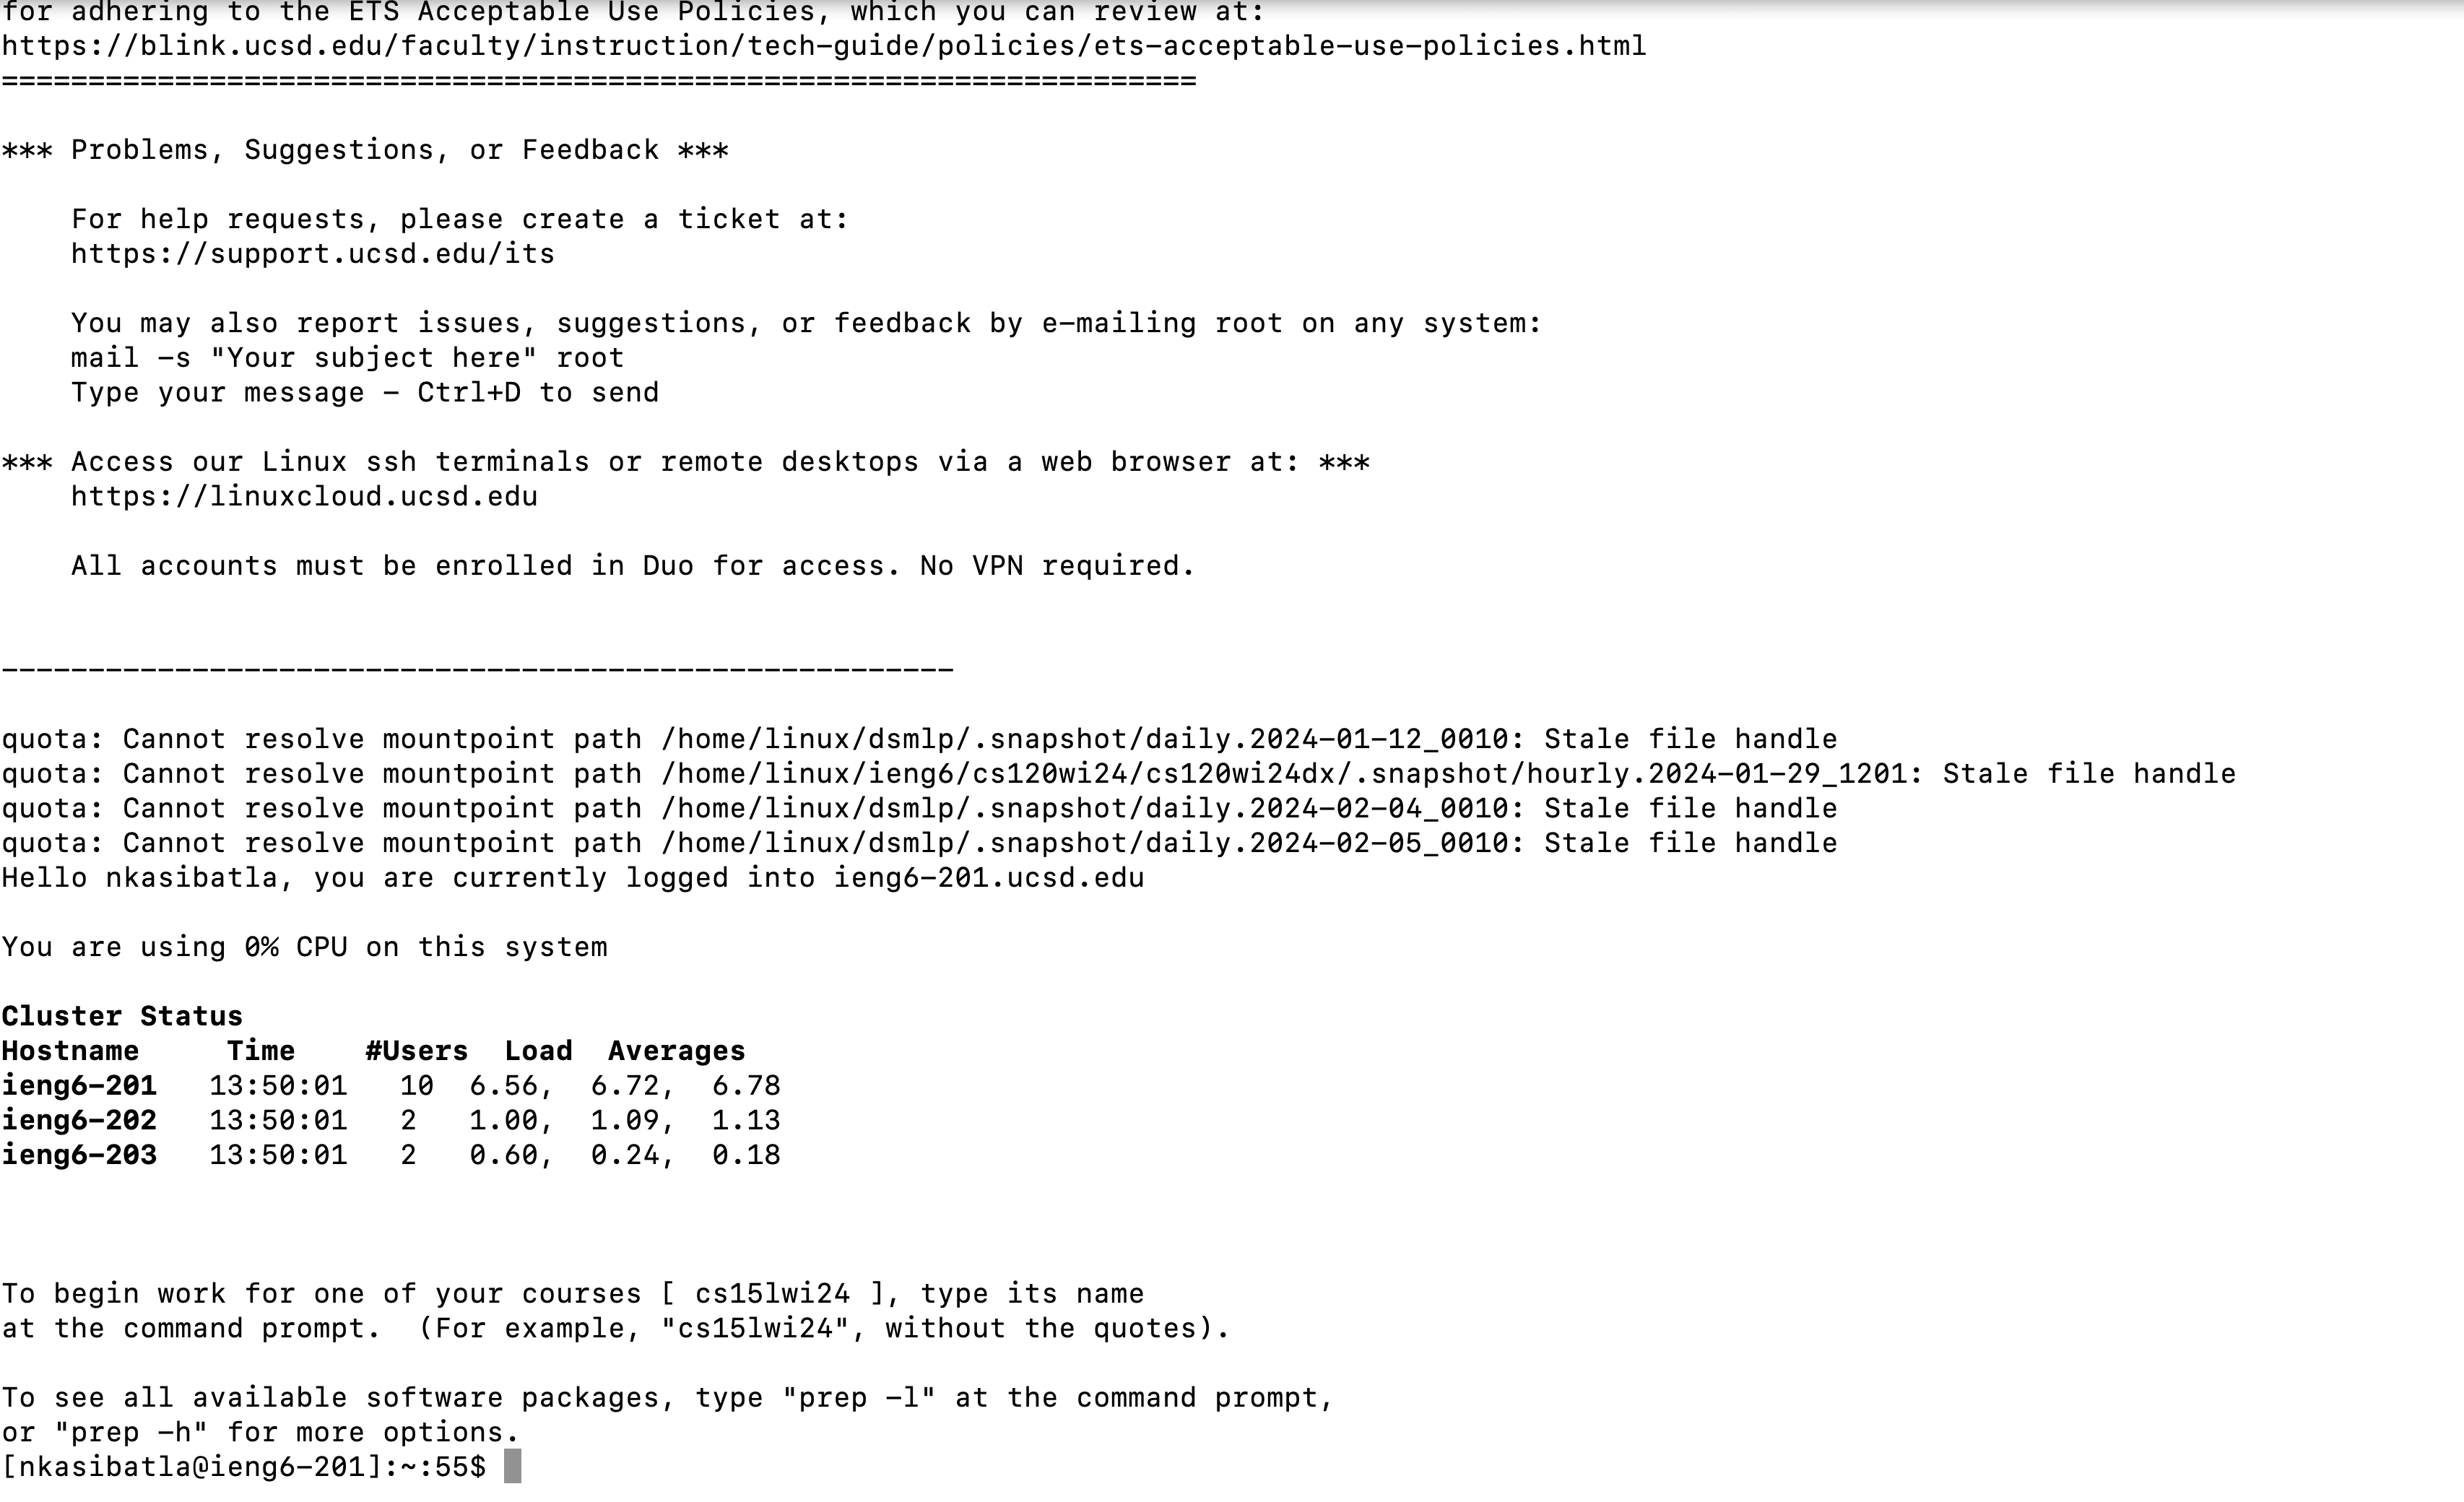 for adhering to the ETS Acceptable Use Policies, which you can review at:
https://blink.ucsd.edu/faculty/instruction/tech-guide/policies/ets-acceptable-use-policies.html
=====================================================================
*** Problems, Suggestions, or Feedback ***
For help requests, please create a ticket at:
https://support.ucsd.edu/its
You may also report issues, suggestions, or feedback by e-mailing root on any system:
mail -s "Your subject here" root
Type your message - Ctrl+D to send
*** Access our Linux ssh terminals or remote desktops via a web browser at: ***
https://linuxcloud.ucsd.edu
All accounts must be enrolled in Duo for access. No VPN required.
-------------------------------------------------------
quota: Cannot resolve mountpoint path /home/linux/dsmlp/.snapshot/daily.2024-01-12_0010: Stale file handle
quota: Cannot resolve mountpoint path /home/linux/ieng6/cs120wi24/cs120wi24dx/.snapshot/hourly.2024-01-29_1201: Stale file handle
quota: Cannot resolve mountpoint path /home/linux/dsmlp/.snapshot/daily.2024-02-04_0010: Stale file handle
quota: Cannot resolve mountpoint path /home/linux/dsmlp/.snapshot/daily.2024-02-05_0010: Stale file handle
Hello nkasibatla, you are currently logged into ieng6-201.ucsd.edu
You are using 0% CPU on this system
Cluster Status
Hostname     Time    #Users  Load  Averages
ieng6-201   13:50:01   10  6.56,  6.72,  6.78
ieng6-202   13:50:01   2   1.00,  1.09,  1.13
ieng6-203   13:50:01   2   0.60,  0.24,  0.18
To begin work for one of your courses [ cs15lwi24 ], type its name
at the command prompt.  (For example, "cs15lwi24", without the quotes).
To see all available software packages, type "prep -l" at the command prompt,
or "prep -h" for more options.
[nkasibatla@ieng6-201]:~:55$